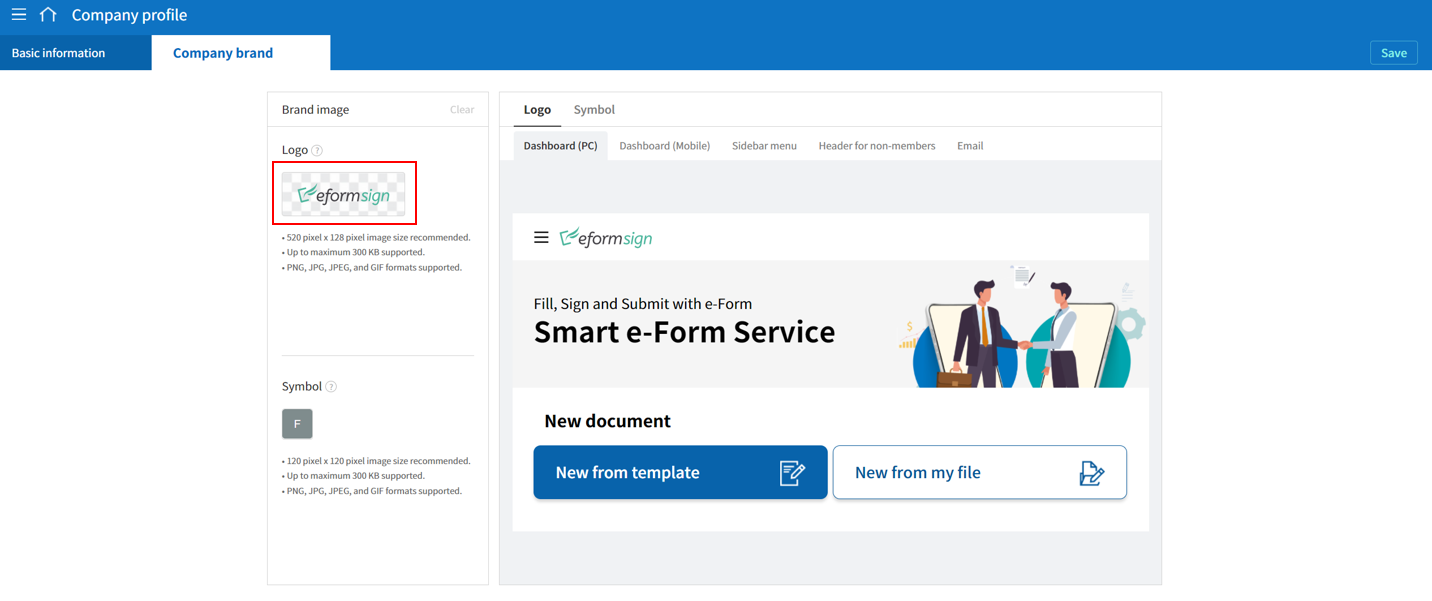 Company profile
Basic information
Company brand
Save
Brand image
Clear
Logo ?
eformsign
• 520 pixel x 128 pixel image size recommended.
• Up to maximum 300 KB supported.
• PNG, JPG, JPEG, and GIF formats supported.
Symbol ?
F
• 120 pixel x 120 pixel image size recommended.
• Up to maximum 300 KB supported.
• PNG, JPG, JPEG, and GIF formats supported.
Logo
Symbol
Dashboard (PC)
Dashboard (Mobile)
Sidebar menu
Header for non-members
Email
eformsign
Fill, Sign and Submit with e-Form
Smart e-Form Service
$
New document
New from template
New from my file